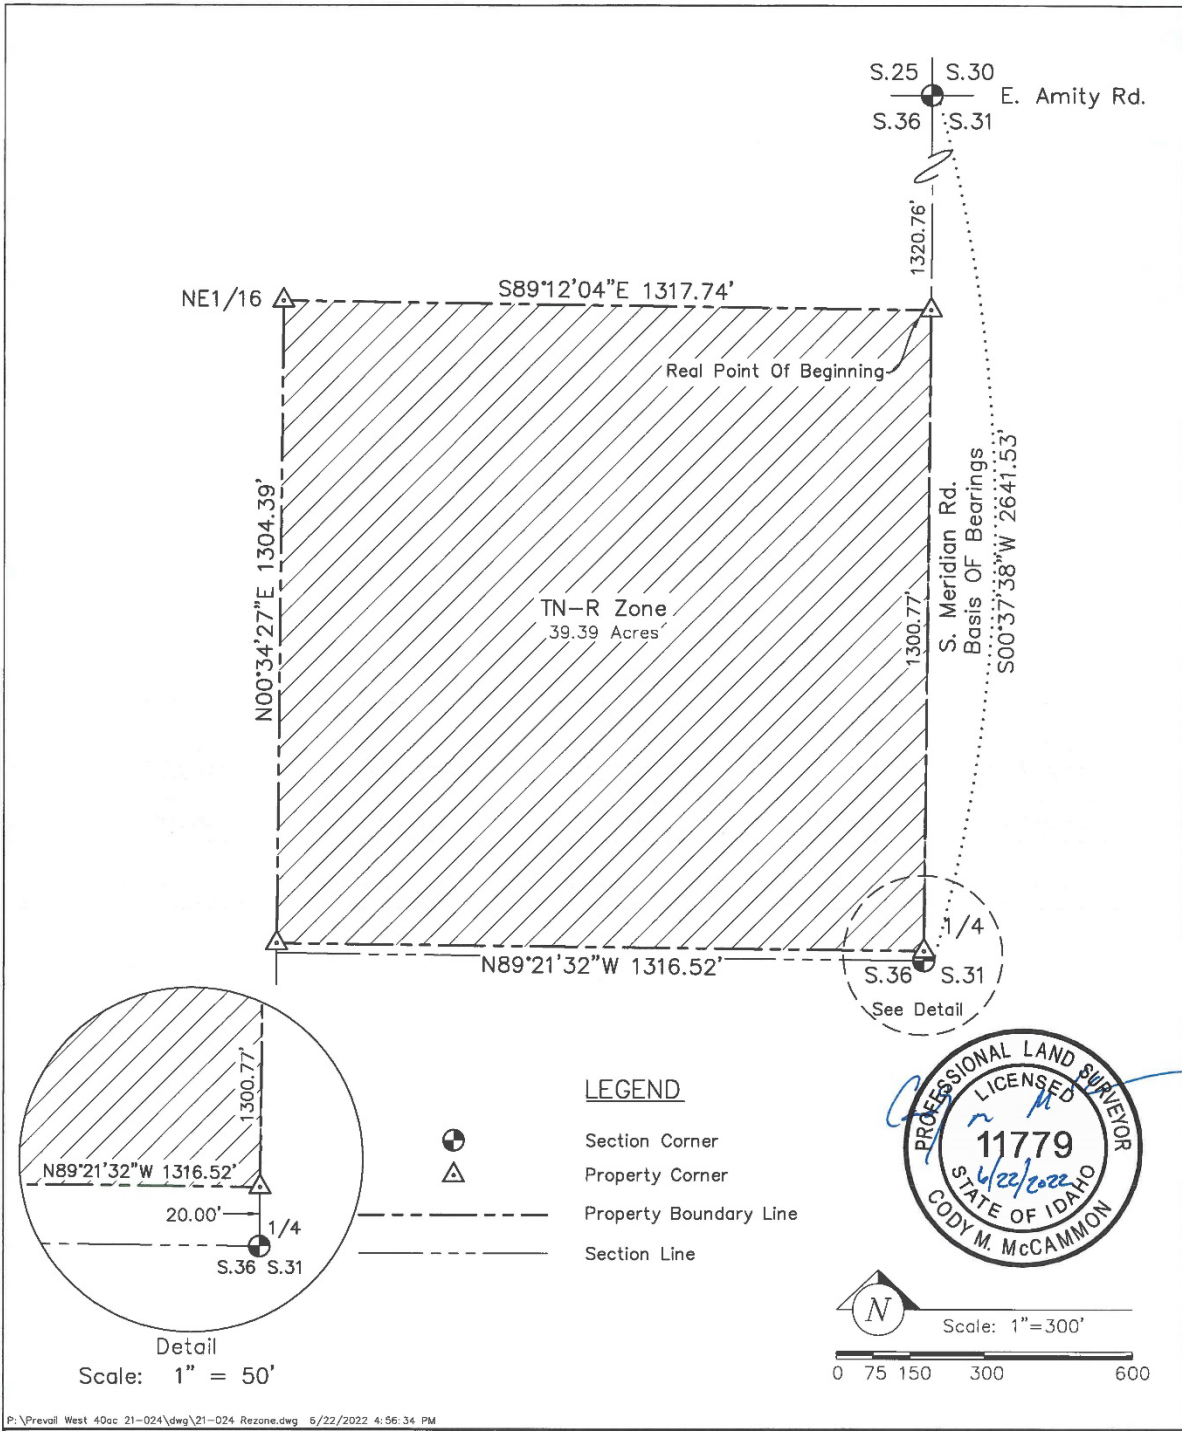 S.25 S.30
E. Amity Rd.
S.36 S.31
1320.76'
NE1/16
S89°12'04"E 1317.74'
Real Point Of Beginning
N00°34'27"E 1304.39'
TN-R Zone
39.39 Acres
1300.77'
S. Meridian Rd.
Basis OF Bearings
S00°37'38"W 2641.53'
1/4
N89°21'32"W 1316.52'
S.36 S.31
See Detail
1300.77'
N89°21'32"W 1316.52'
20.00'
1/4
S.36 S.31
Detail
Scale: 1" = 50'
LEGEND
Section Corner
Property Corner
Property Boundary Line
Section Line
PROFESSIONAL LAND SURVEYOR
LICENSED
11779
6/22/2022
STATE OF IDAHO
CODY M. McCAMMON
N
Scale: 1"=300'
0 75 150 300 600
P:\Prevail West 40ac 21-024\dwg\21-024 Rezone.dwg 6/22/2022 4:56:34 PM